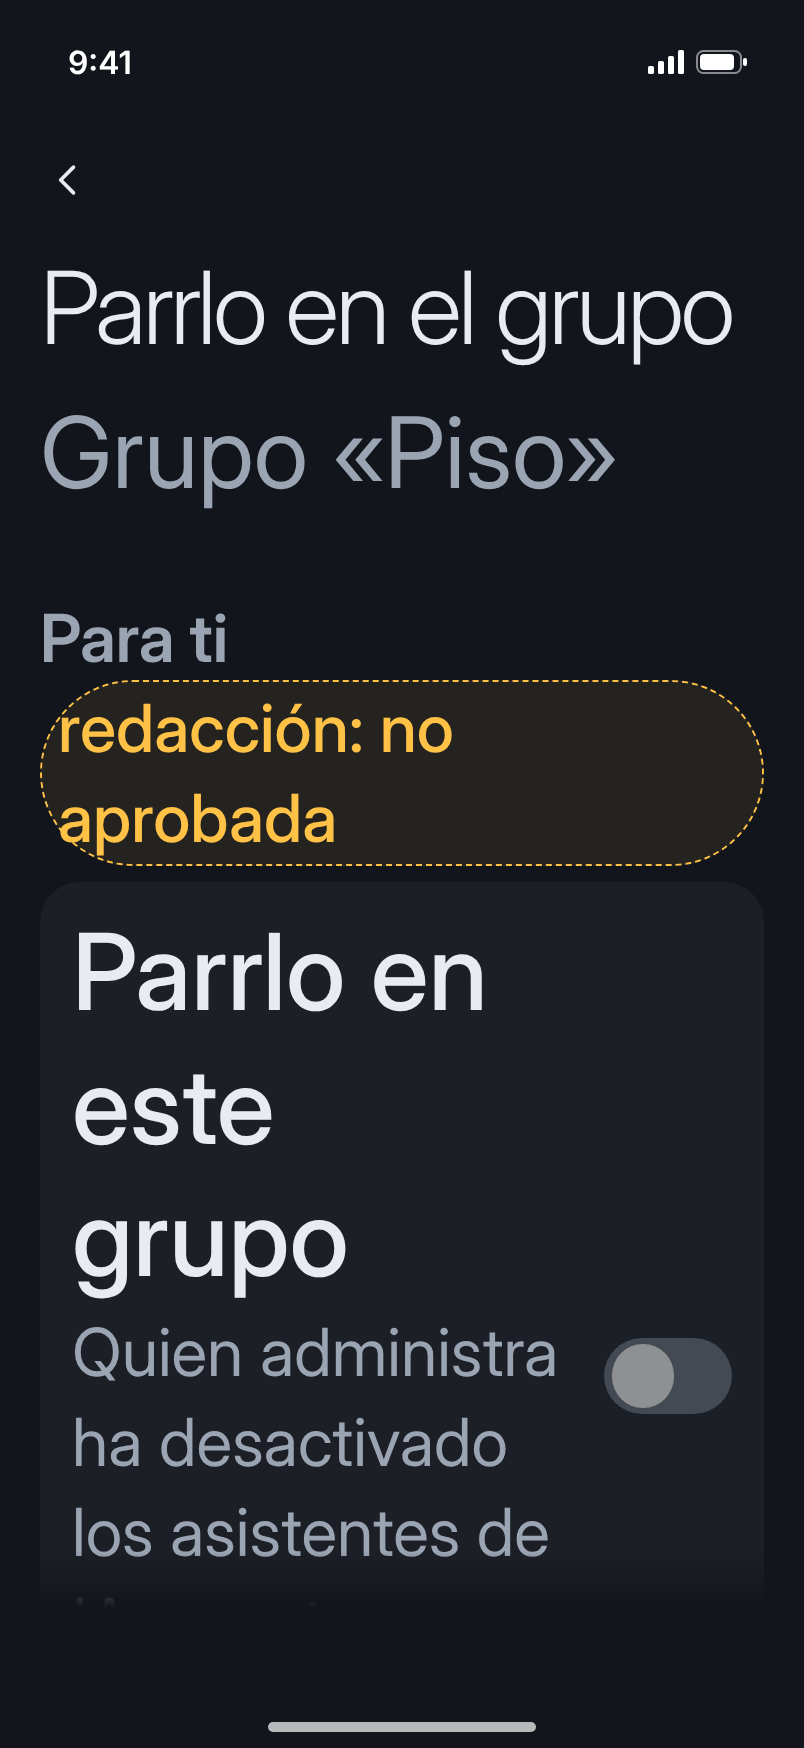 9:41
Parrlo en el grupo
Grupo «Piso»
Para ti
redacción: no
aprobada
Parrlo en
este
grupo
Quien administra
ha desactivado
los asistentes de